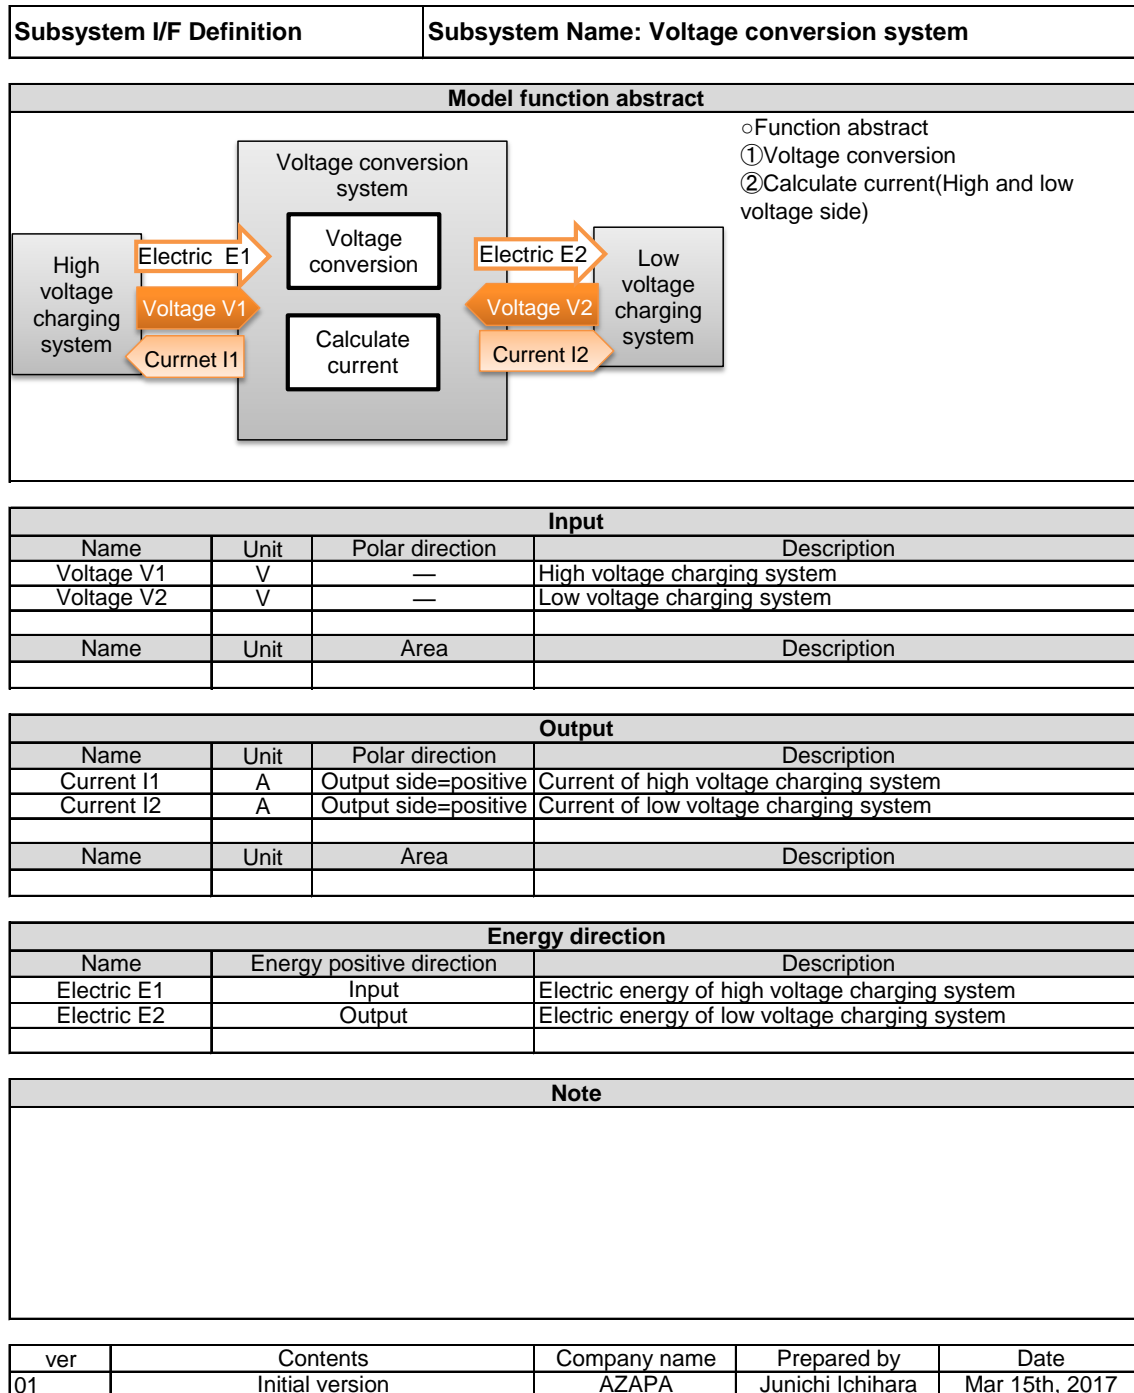 Subsystem I/F Definition Subsystem Name: Voltage conversion system
Model function abstract
○Function abstract
①Voltage conversion
②Calculate current(High and low
voltage side)
Voltage conversion
system
Voltage
conversion
Calculate
current
High
voltage
charging
system
Electric E1
Voltage V1
Currnet I1
Electric E2
Voltage V2
Current I2
Low
voltage
charging
system
Input
Name Unit Polar direction Description
Voltage V1 V — High voltage charging system
Voltage V2 V — Low voltage charging system
Name Unit Area Description
Output
Name Unit Polar direction Description
Current I1 A Output side=positive Current of high voltage charging system
Current I2 A Output side=positive Current of low voltage charging system
Name Unit Area Description
Energy direction
Name Energy positive direction Description
Electric E1 Input Electric energy of high voltage charging system
Electric E2 Output Electric energy of low voltage charging system
Note
ver Contents Company name Prepared by Date
01 Initial version AZAPA Junichi Ichihara Mar 15th, 2017